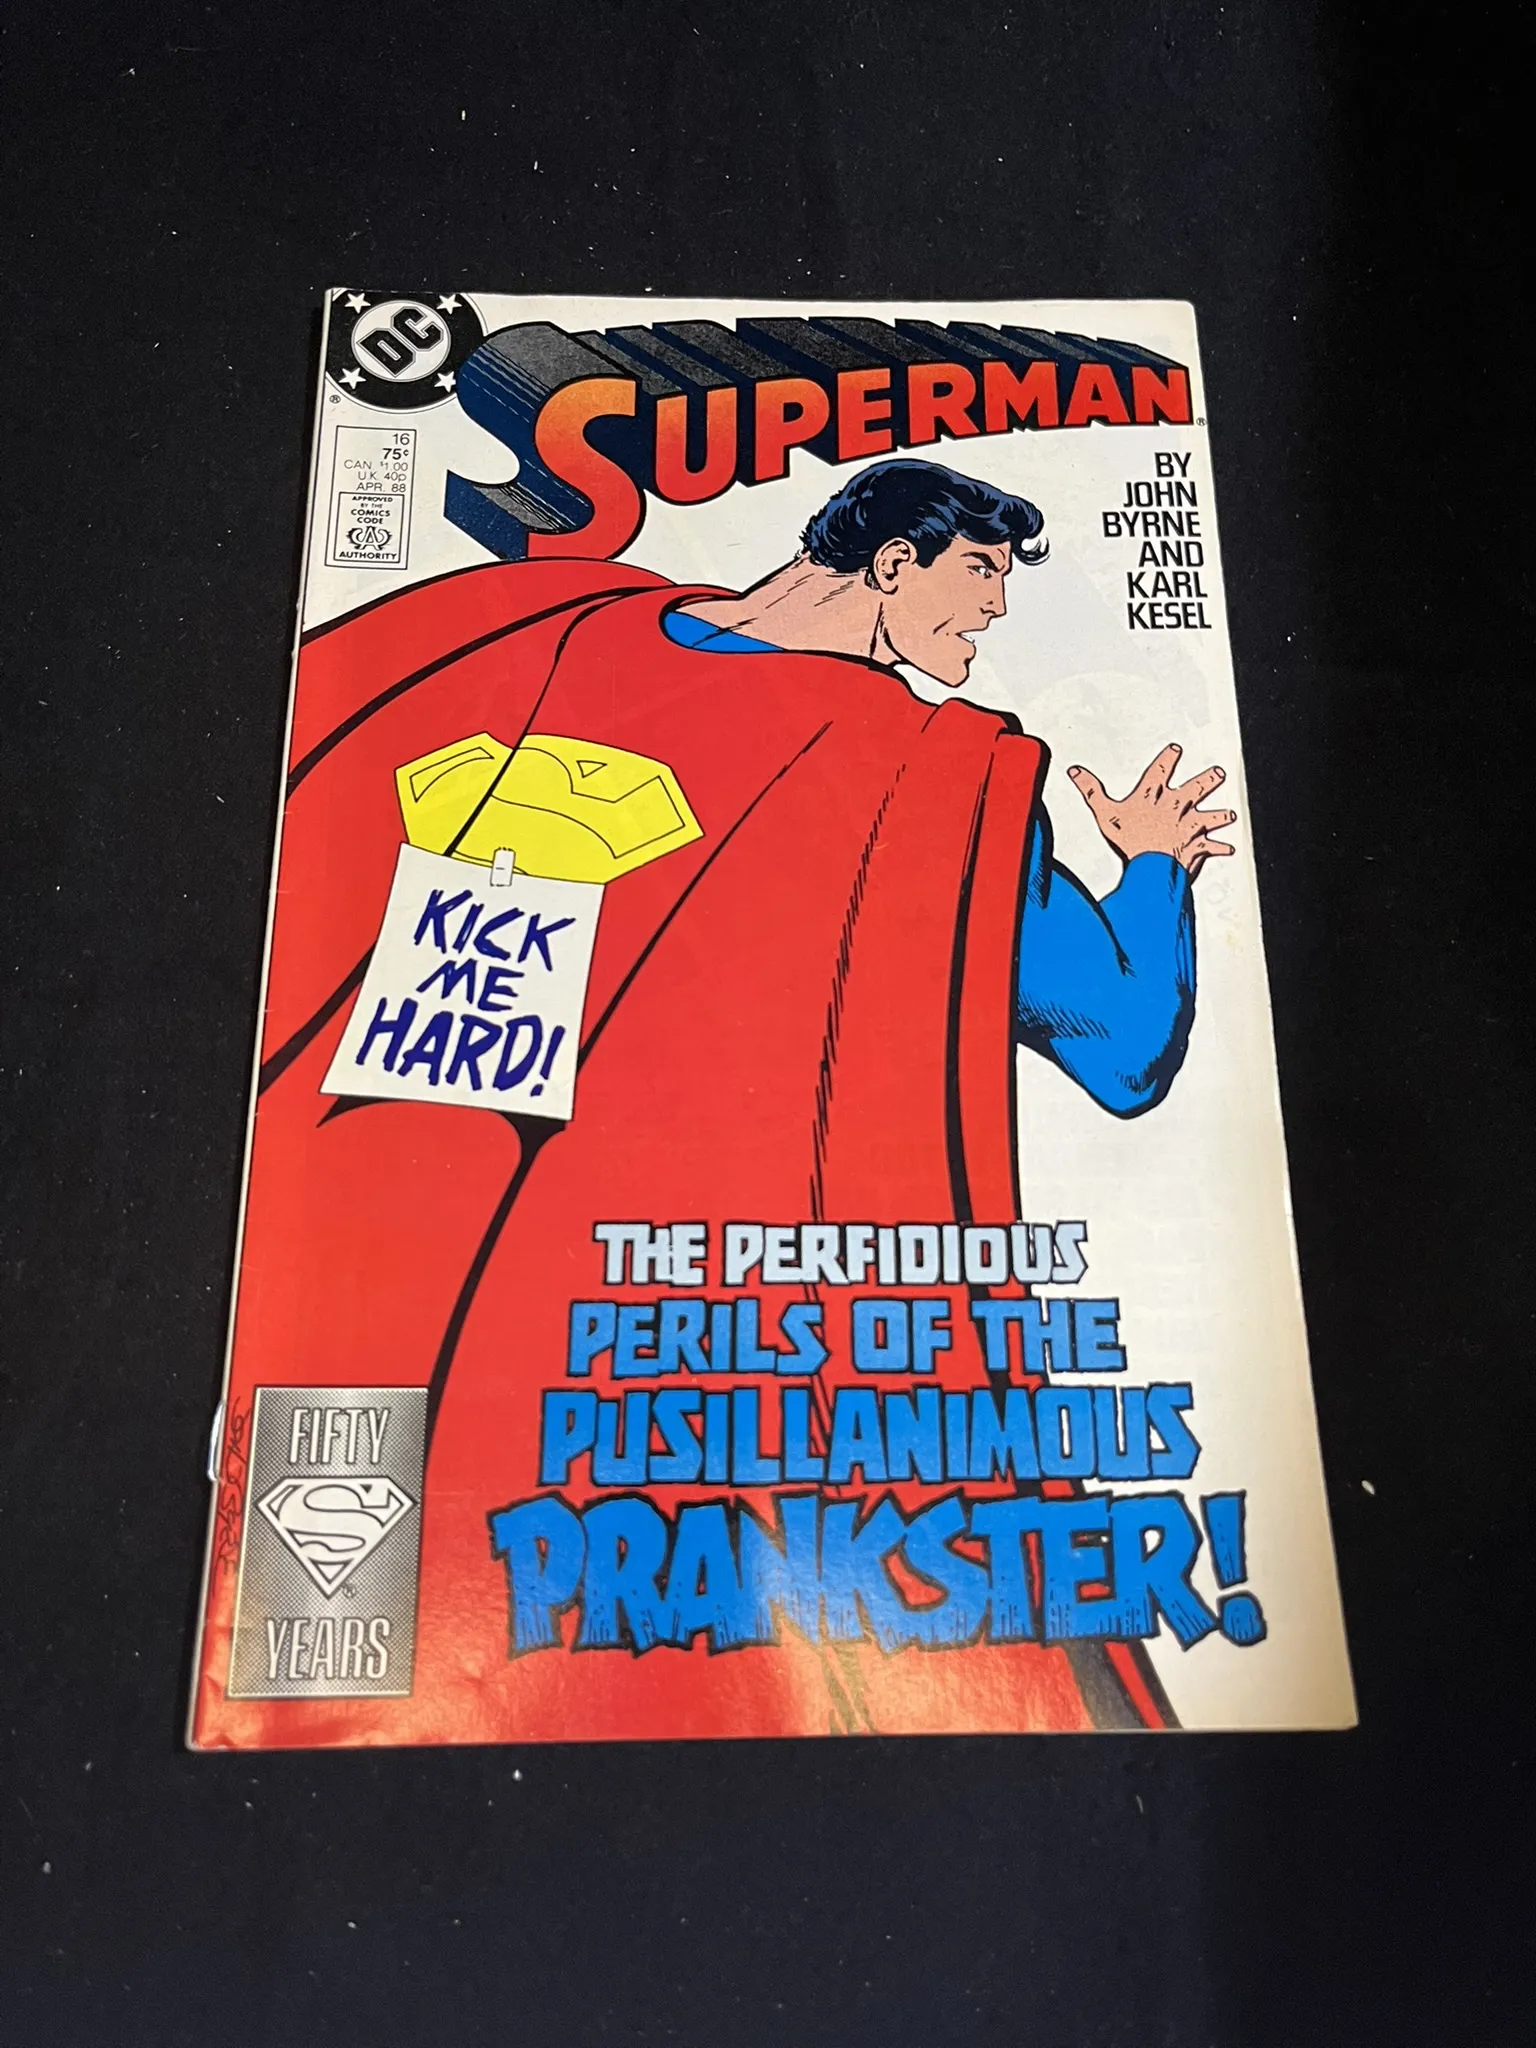 DC
®
SUPERMAN
®
16
75¢
CAN. $1.00
U.K. 40p
APR. 88
APPROVED
BY THE
COMICS
CODE
AUTHORITY
BY
JOHN
BYRNE
AND
KARL
KESEL
KICK
ME
HARD!
THE PERFIDIOUS
PERILS OF THE
PUSILLANIMOUS
PRANKSTER!
FIFTY
S
®
YEARS